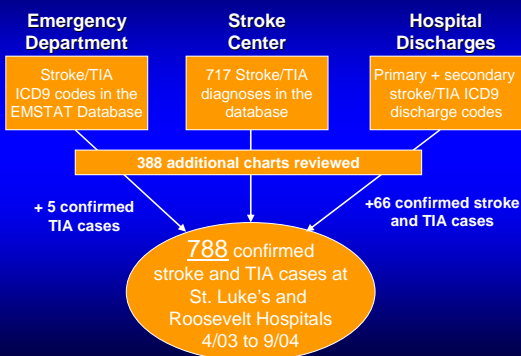 Emergency
Department
Stroke
Center
Hospital
Discharges
Stroke/TIA
ICD9 codes in the
EMSTAT Database
717 Stroke/TIA
diagnoses in the
database
Primary + secondary
stroke/TIA ICD9
discharge codes
388 additional charts reviewed
+ 5 confirmed
TIA cases
+66 confirmed stroke
and TIA cases
788 confirmed
stroke and TIA cases at
St. Luke's and
Roosevelt Hospitals
4/03 to 9/04